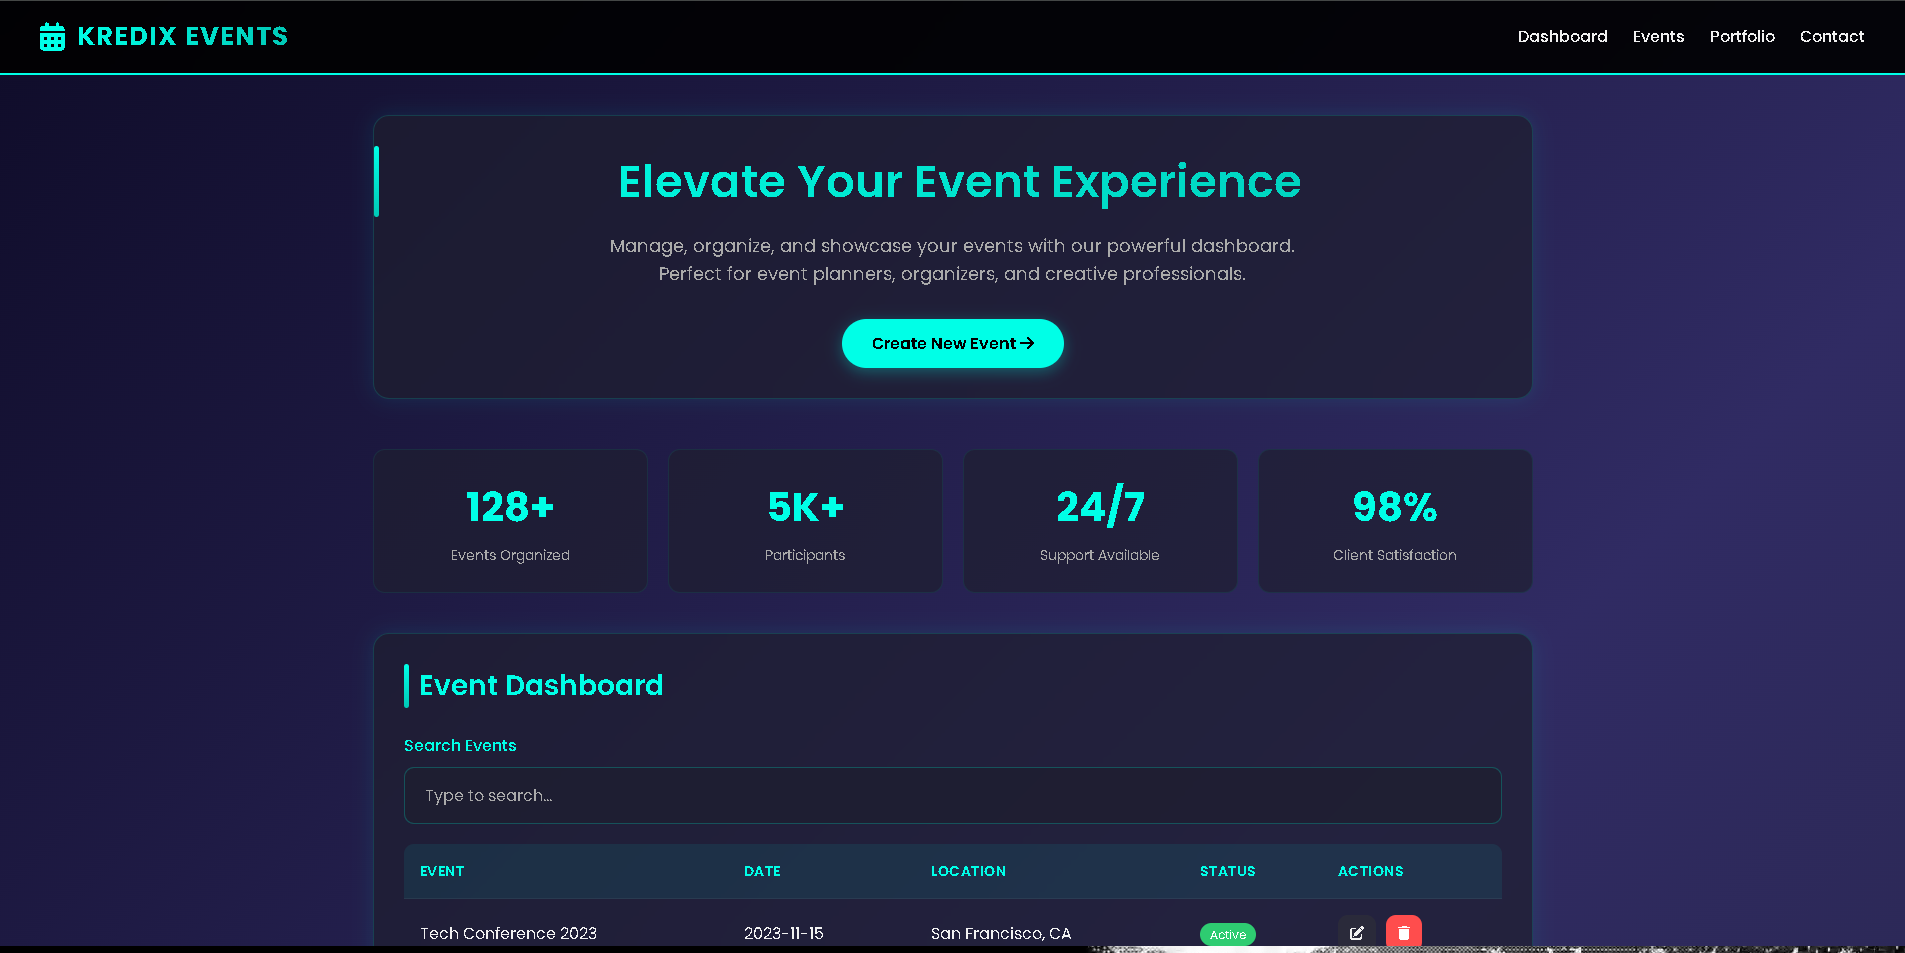 KREDIX EVENTS
Dashboard Events Portfolio Contact
Elevate Your Event Experience
Manage, organize, and showcase your events with our powerful dashboard.
Perfect for event planners, organizers, and creative professionals.
Create New Event
128+ 5K+ 24/7 98%
Events Organized Participants Support Available Client Satisfaction
Event Dashboard
Search Events
Type to search...
EVENT DATE LOCATION STATUS ACTIONS
Tech Conference 2023 2023-11-15 San Francisco, CA Active